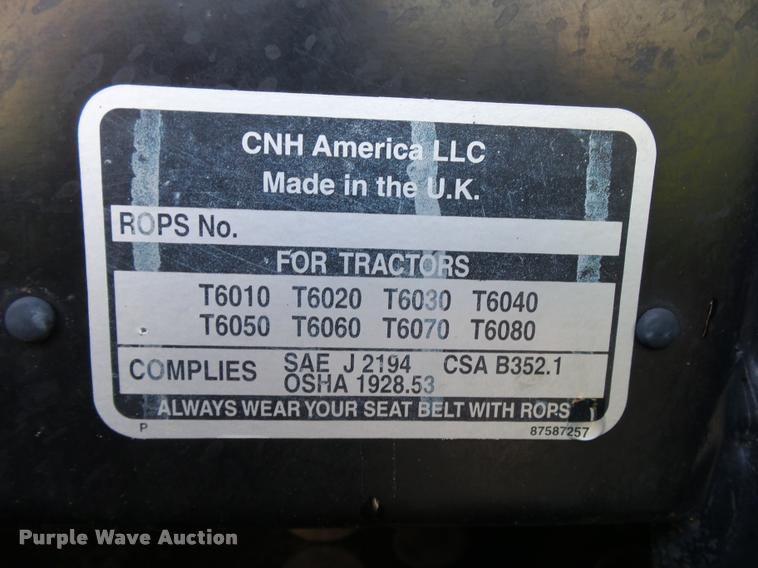 CNH America LLC
Made in the U.K.
ROPS No.
FOR TRACTORS
T6010 T6020 T6030 T6040
T6050 T6060 T6070 T6080
COMPLIES SAE J 2194 CSA B352.1
OSHA 1928.53
ALWAYS WEAR YOUR SEAT BELT WITH ROPS
P 87587257
Purple Wave Auction